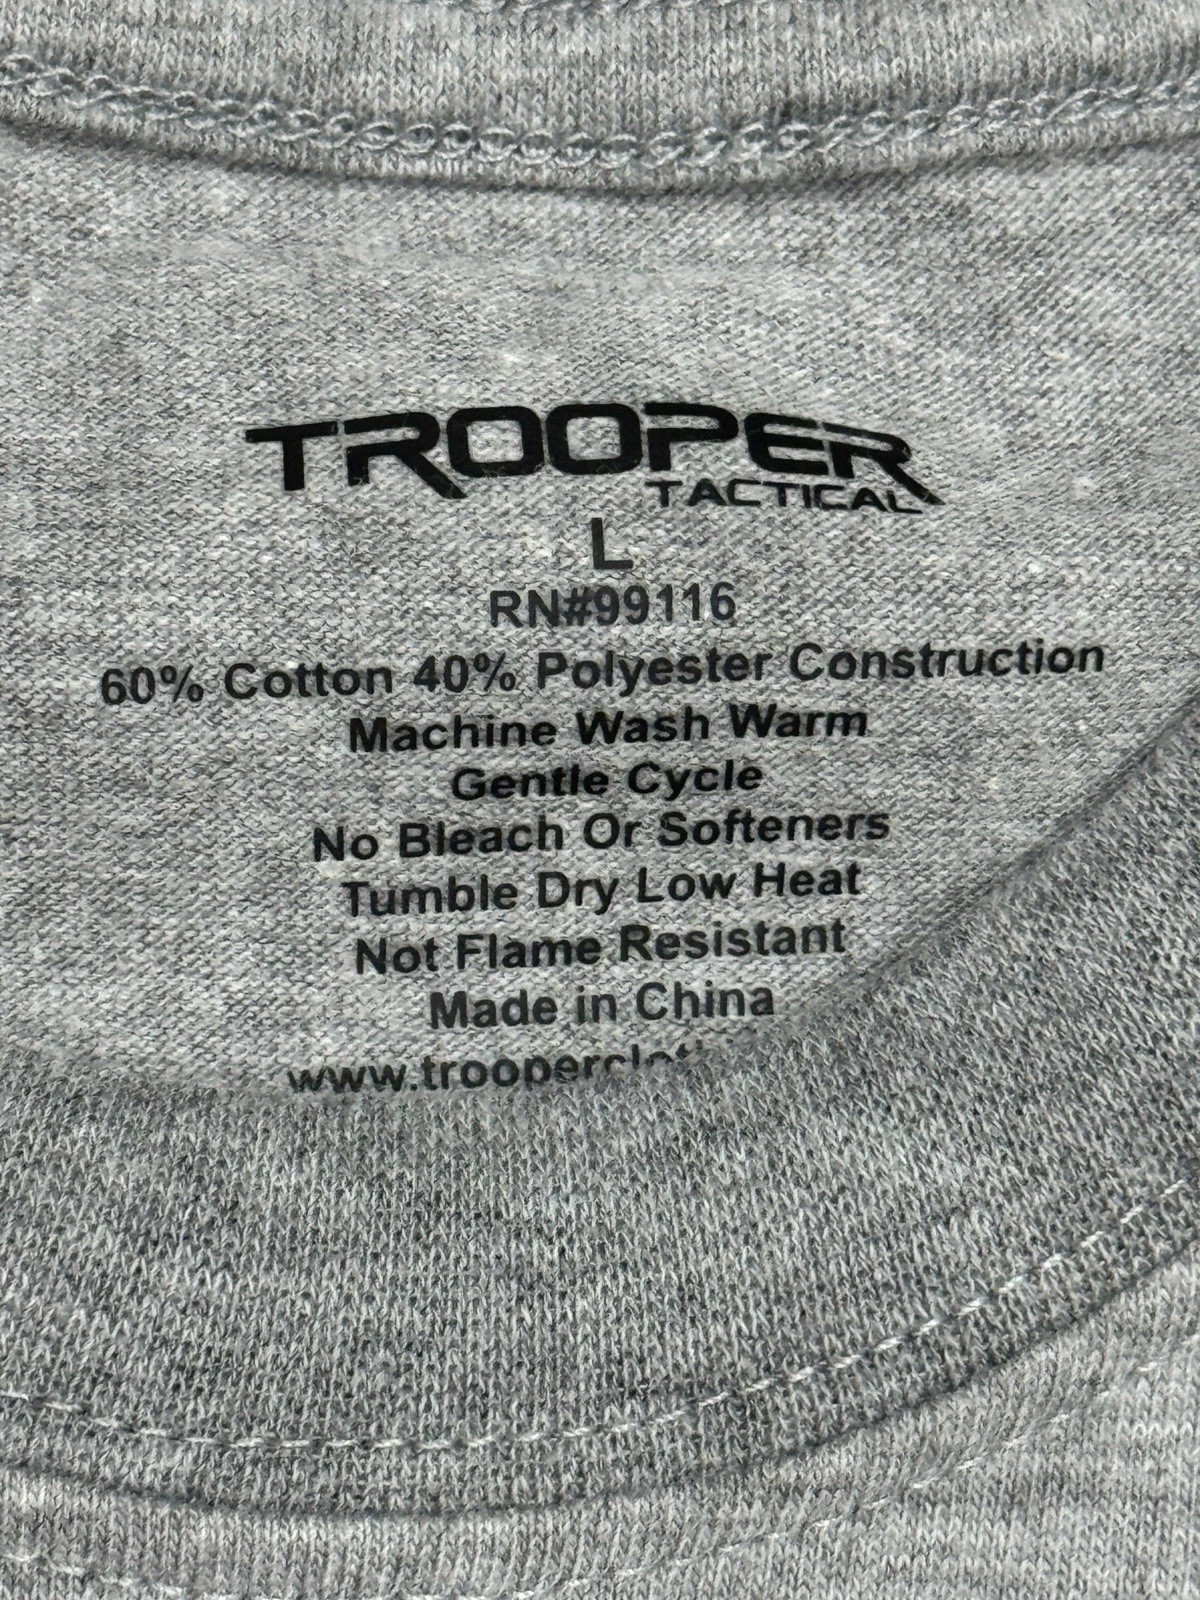 TROOPER
TACTICAL
L
RN#99116
60% Cotton 40% Polyester Construction
Machine Wash Warm
Gentle Cycle
No Bleach Or Softeners
Tumble Dry Low Heat
Not Flame Resistant
Made in China